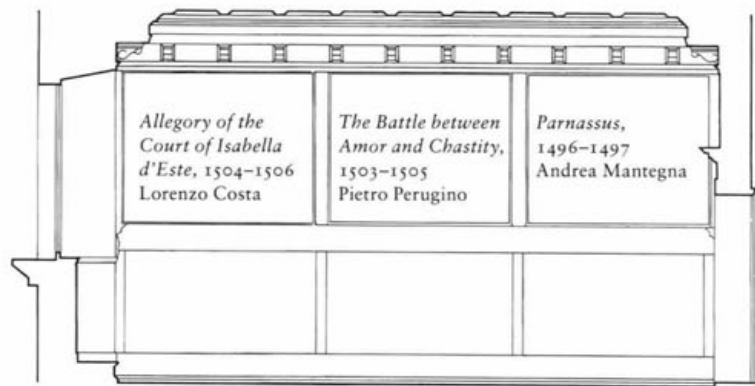 Allegory of the
Court of Isabella
d'Este, 1504–1506
Lorenzo Costa
The Battle between
Amor and Chastity,
1503–1505
Pietro Perugino
Parnassus,
1496–1497
Andrea Mantegna